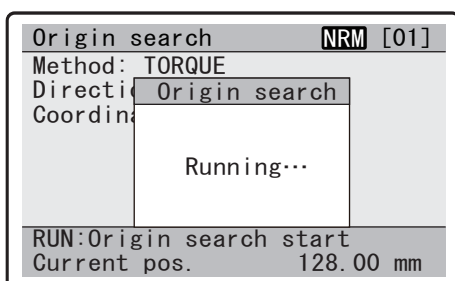 Origin search NRM [01]
Method: TORQUE
Directi
Origin search
Coordina
Running···
RUN:Origin search start
Current pos. 128.00 mm